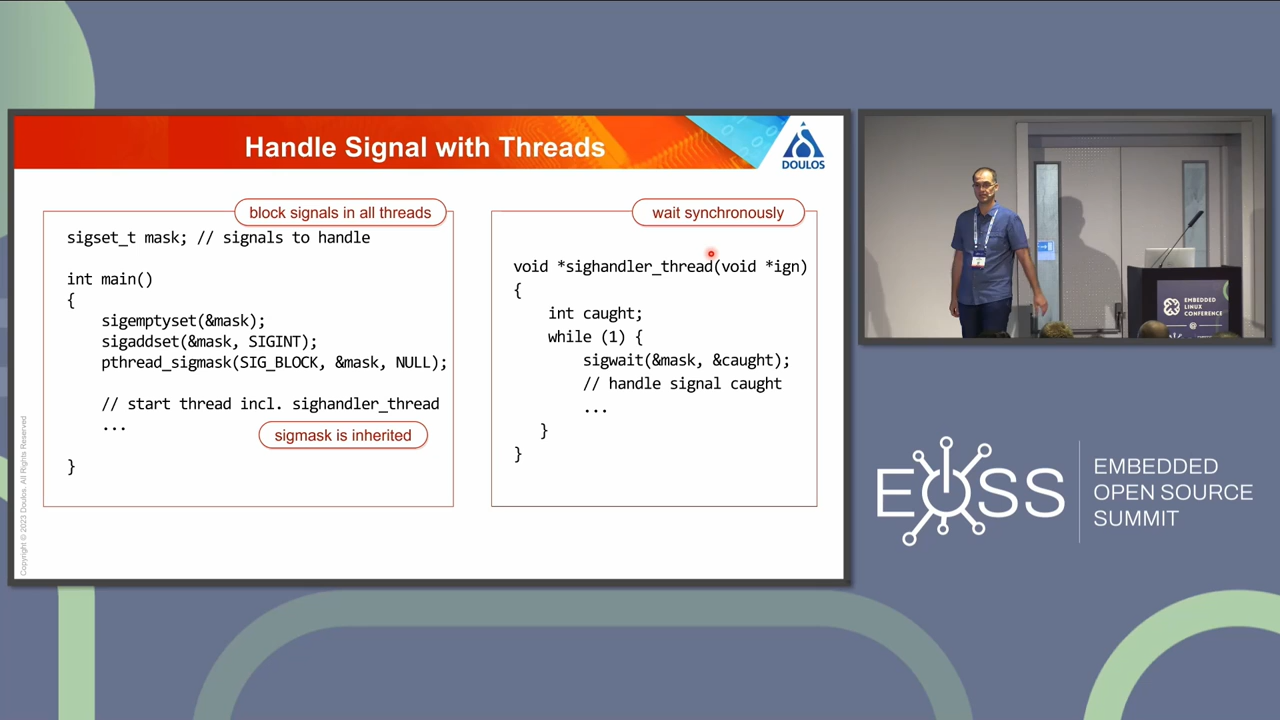 Handle Signal with Threads
DOULOS
block signals in all threads
sigset_t mask; // signals to handle
int main()
{
sigemptyset(&mask);
sigaddset(&mask, SIGINT);
pthread_sigmask(SIG_BLOCK, &mask, NULL);
// start thread incl. sighandler_thread
...
sigmask is inherited
}
wait synchronously
void *sighandler_thread(void *ign)
{
int caught;
while (1) {
sigwait(&mask, &caught);
// handle signal caught
...
}
}
Copyright © 2023 Doulos. All Rights Reserved
EMBEDDED
LINUX
CONFERENCE
@
EOSS
EMBEDDED
OPEN SOURCE
SUMMIT